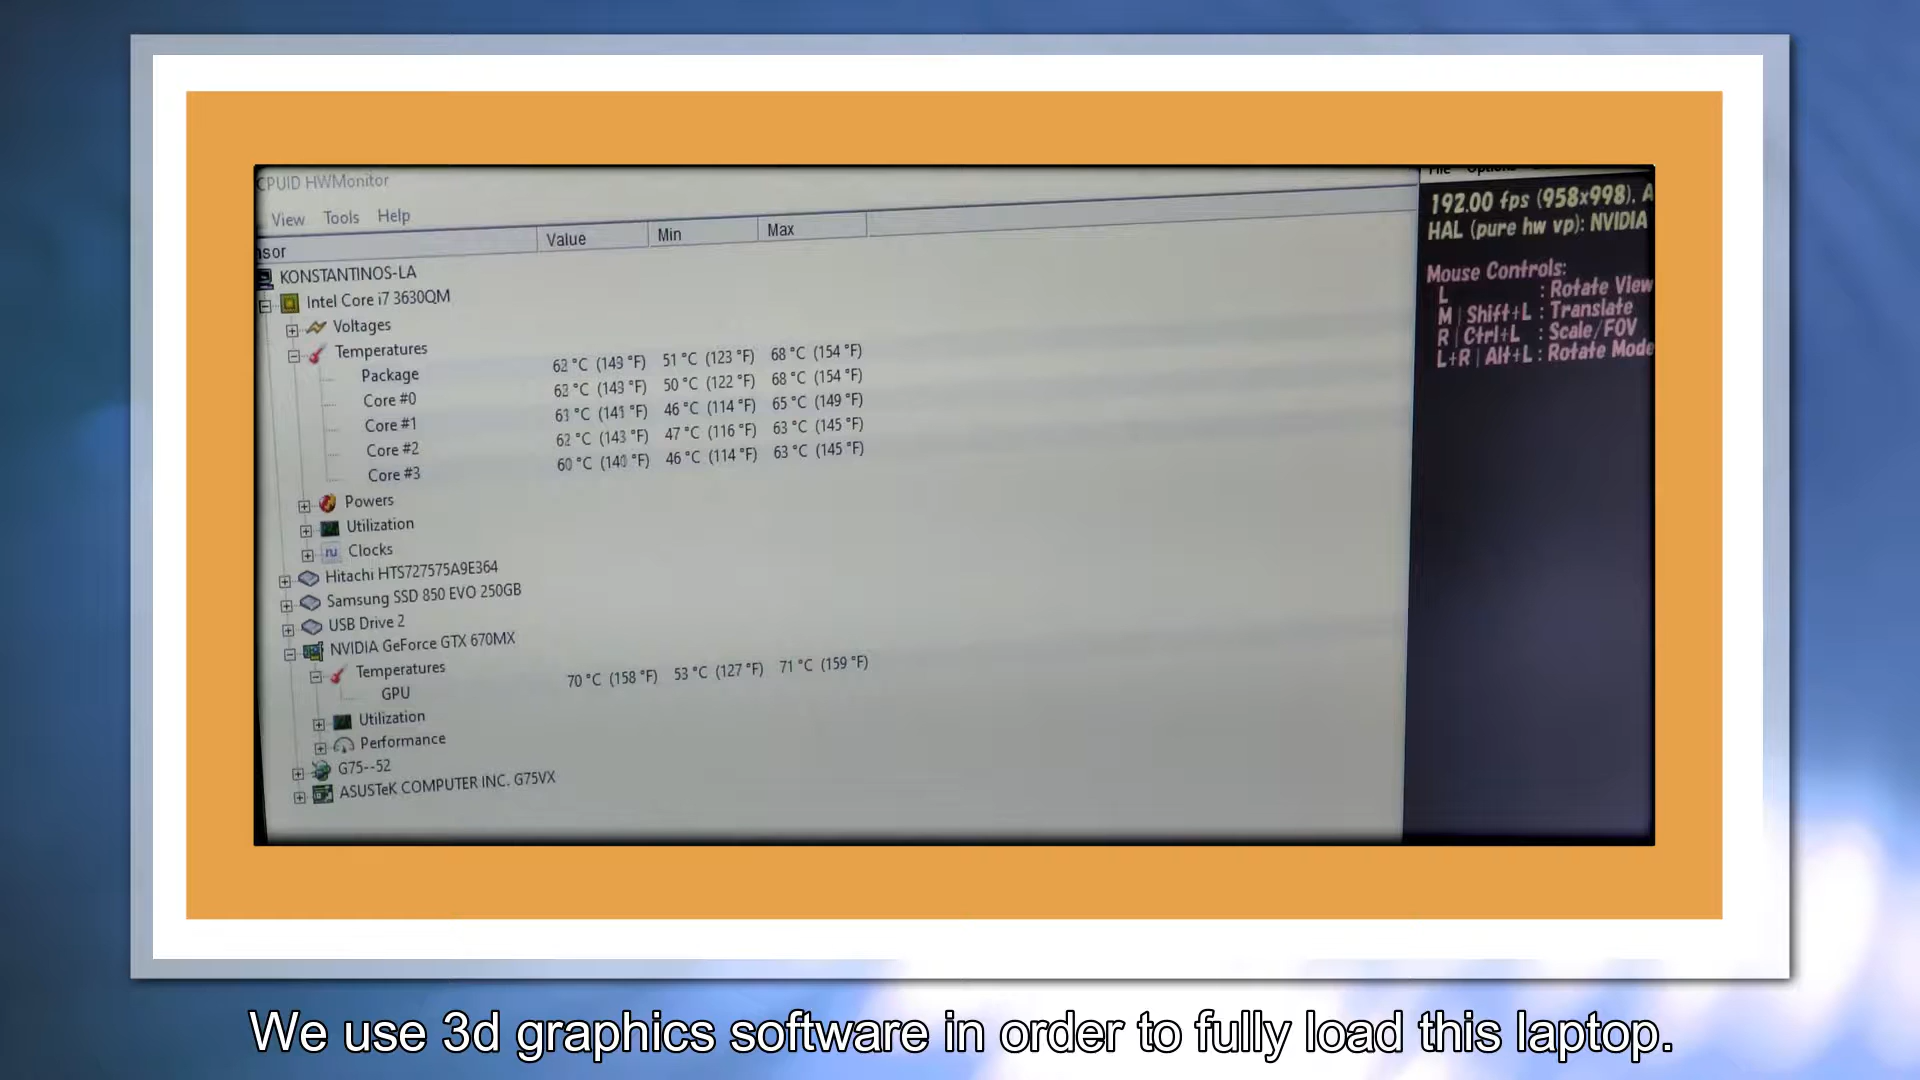 CPUID HWMonitor
View Tools Help
nsor Value Min Max
KONSTANTINOS-LA
Intel Core i7 3630QM
Voltages
Temperatures
Package 62 °C (143 °F) 51 °C (123 °F) 68 °C (154 °F)
Core #0 (143 °F) 50 °C (122 °F) 68 °C (154 °F)
Core #1 46 °C (114 °F) 65 °C (149 °F)
Core #2 62 °C (143 °F) 47 °C (116 °F) 63 °C (145 °F)
Core #3 60 °C (140 °F) 46 °C (114 °F) 63 °C (145 °F)
Powers
Utilization
Clocks
Hitachi HTS727575A9E364
Samsung SSD 850 EVO 250GB
USB Drive 2
NVIDIA GeForce GTX 670MX
Temperatures
GPU 70 °C (158 °F) 53 °C (127 °F) 71 °C (159 °F)
Utilization
Performance
G75--52
ASUSTeK COMPUTER INC. G75VX
192.00 fps (958x998). A
HAL (pure hw vp): NVIDIA
Mouse Controls:
L : Rotate View
M | Shift+L : Translate
R | Ctrl+L : Scale/FOV
L+R | Alt+L : Rotate Mode
We use 3d graphics software in order to fully load this laptop.